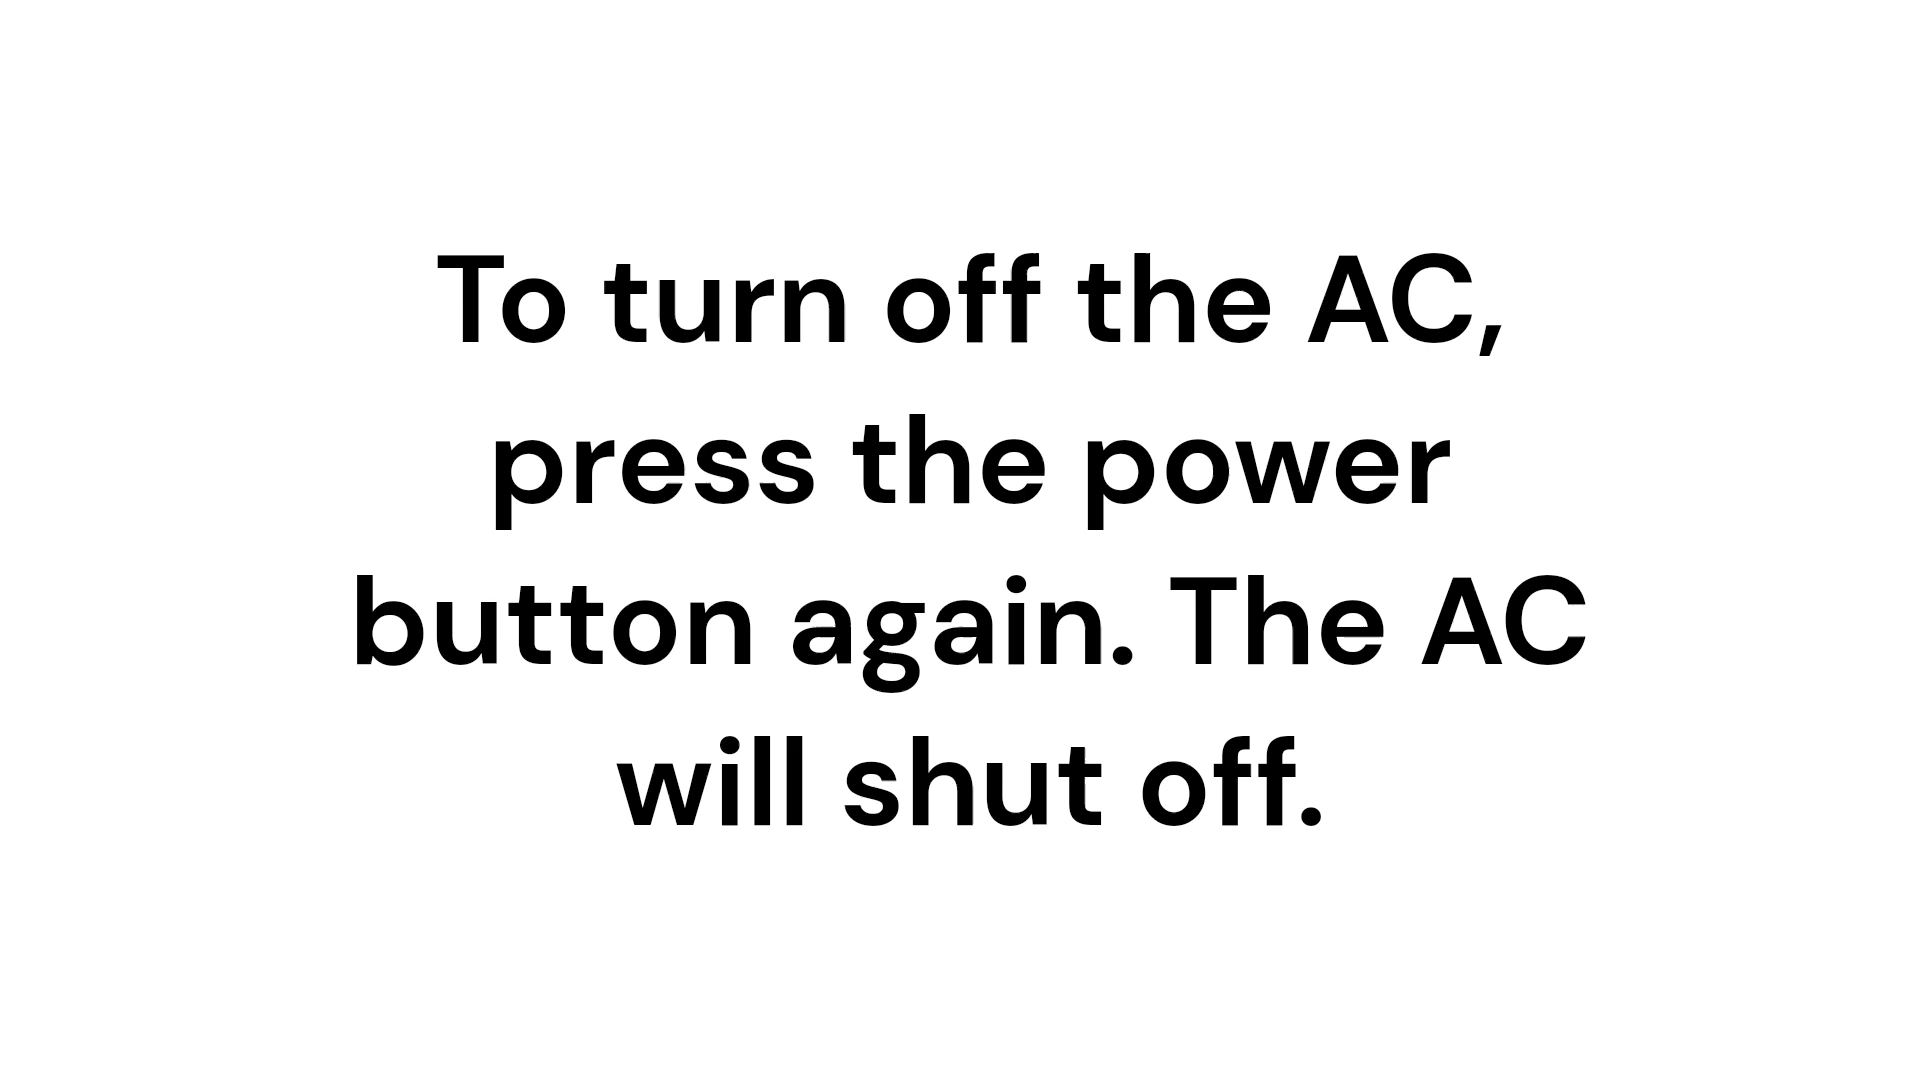 To turn off the AC,
press the power
button again. The AC
will shut off.